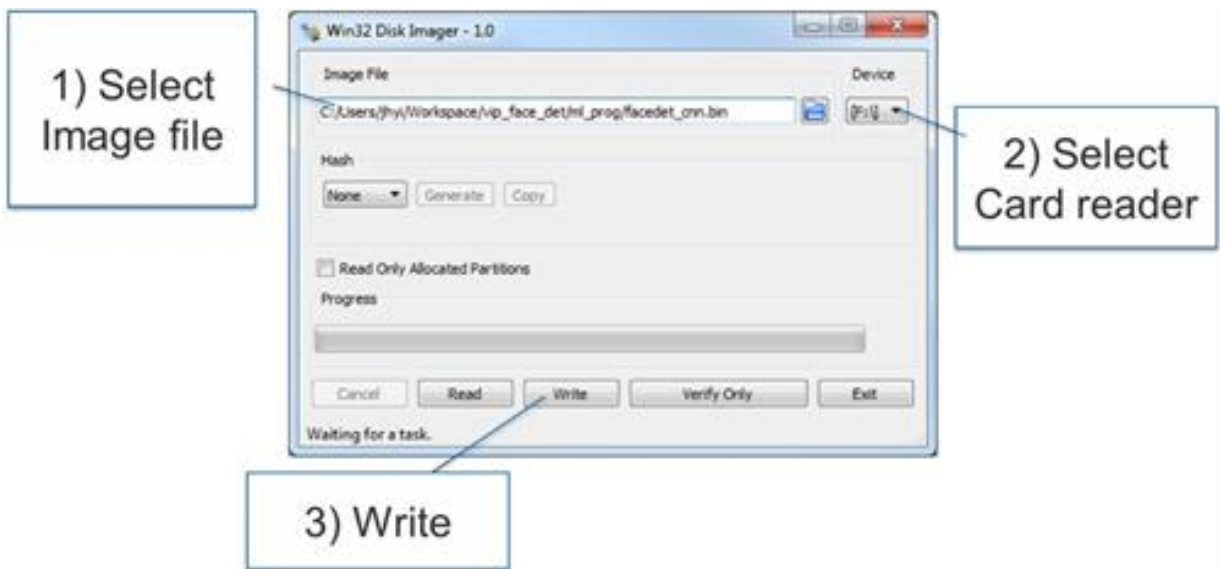 Win32 Disk Imager - 1.0
1) Select
Image file
Image File
Device
C:/Users/jhyi/Workspace/vip_face_det/ml_prog/facedet_cnn.bin
2) Select
Card reader
Hash
None
Generate
Copy
Read Only Allocated Partitions
Progress
Cancel
Read
Write
Verify Only
Exit
Waiting for a task.
3) Write